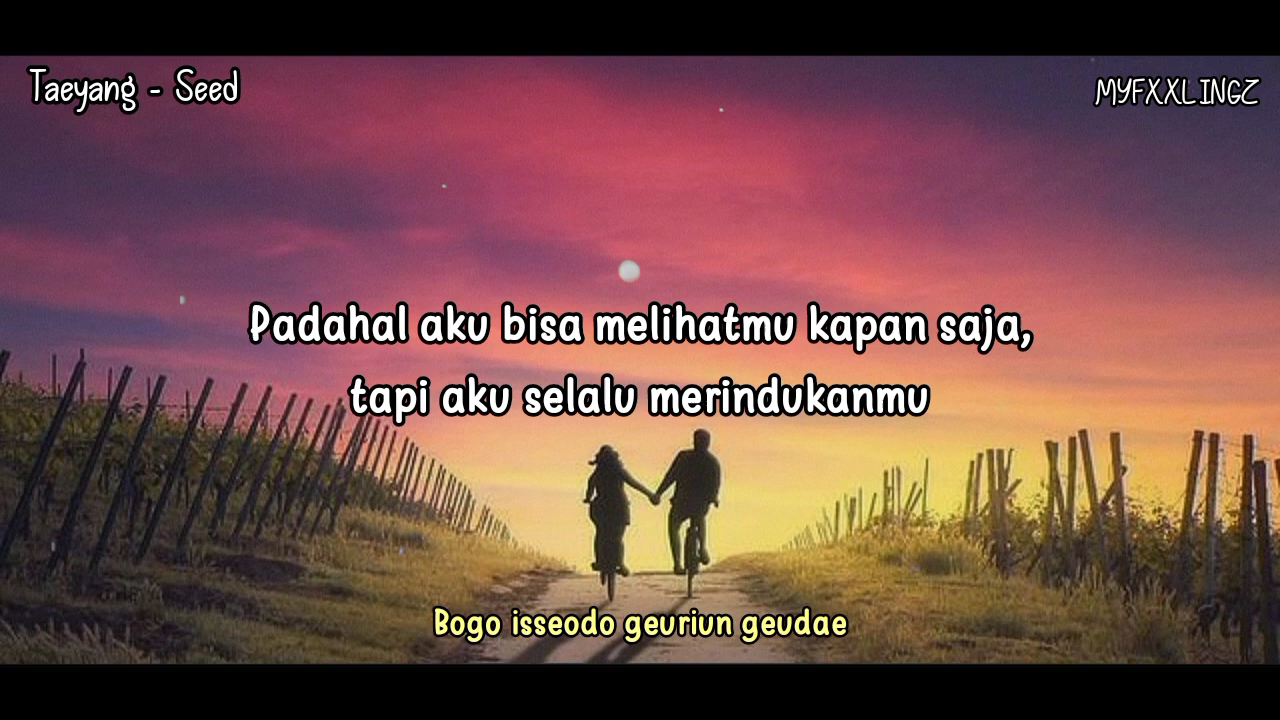 Taeyang - Seed
MYFXXLINGZ
Padahal aku bisa melihatmu kapan saja,
tapi aku selalu merindukanmu
Bogo isseodo geuriun geudae